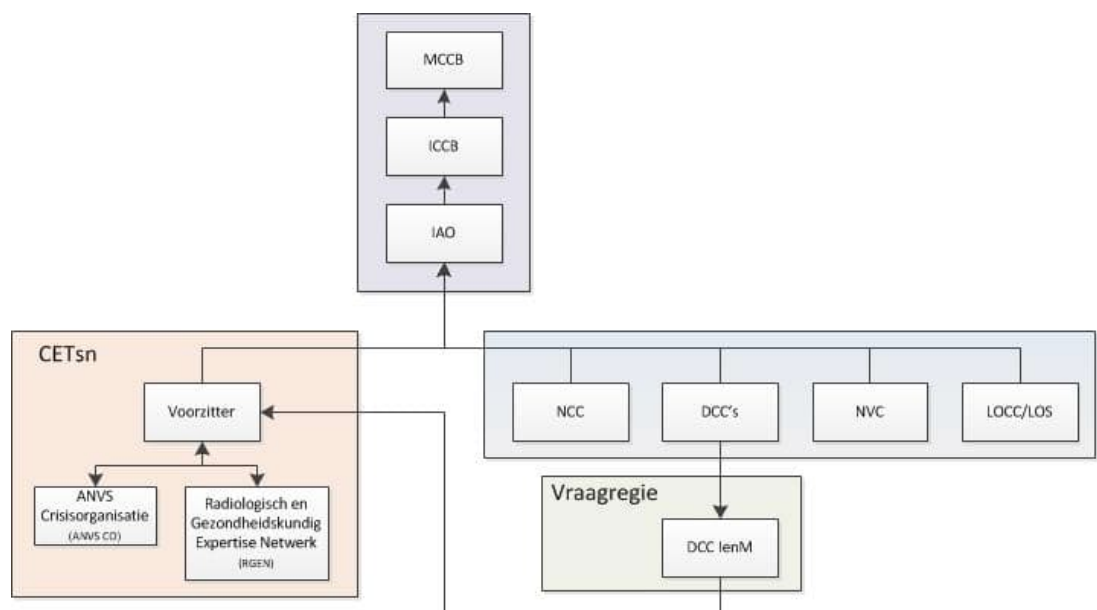 MCCB
ICCB
IAO
CETsn
Voorzitter
ANVS
Crisisorganisatie
(ANVS CO)
Radiologisch en
Gezondheidskundig
Expertise Netwerk
(RGEN)
NCC
DCC's
NVC
LOCC/LOS
Vraagregie
DCC IenM